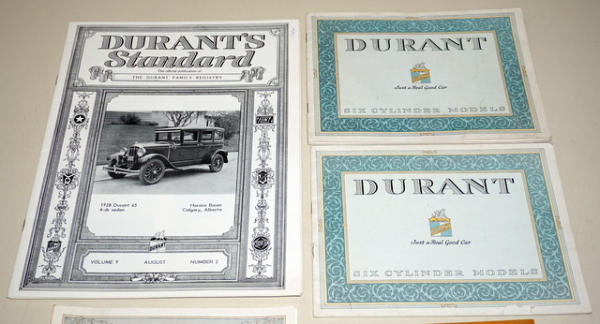 DURANT'S
Standard
The official publication of
THE DURANT FAMILY REGISTRY
1928 Durant 65
4-dr sedan
Horace Bauer
Calgary, Alberta
DURANT
VOLUME 9 AUGUST NUMBER 2
DURANT
Just a Real Good Car
SIX CYLINDER MODELS
DURANT
Just a Real Good Car
SIX CYLINDER MODELS